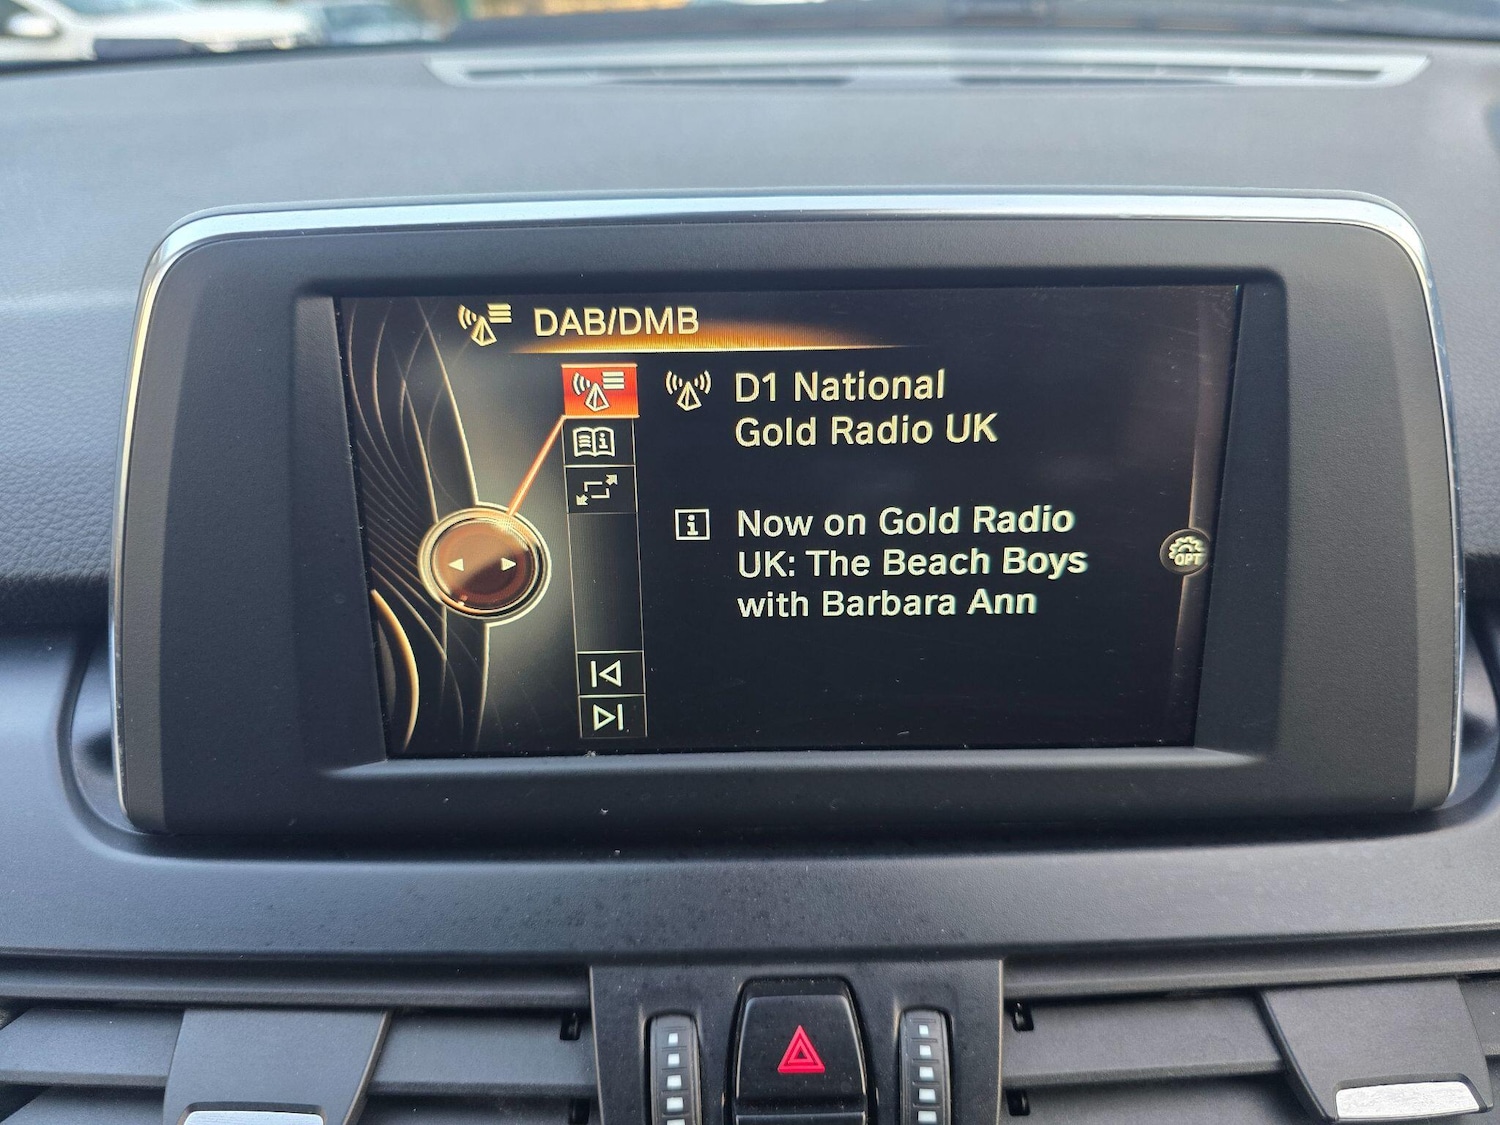 DAB/DMB
D1 National
Gold Radio UK
Now on Gold Radio
UK: The Beach Boys
with Barbara Ann
OPT